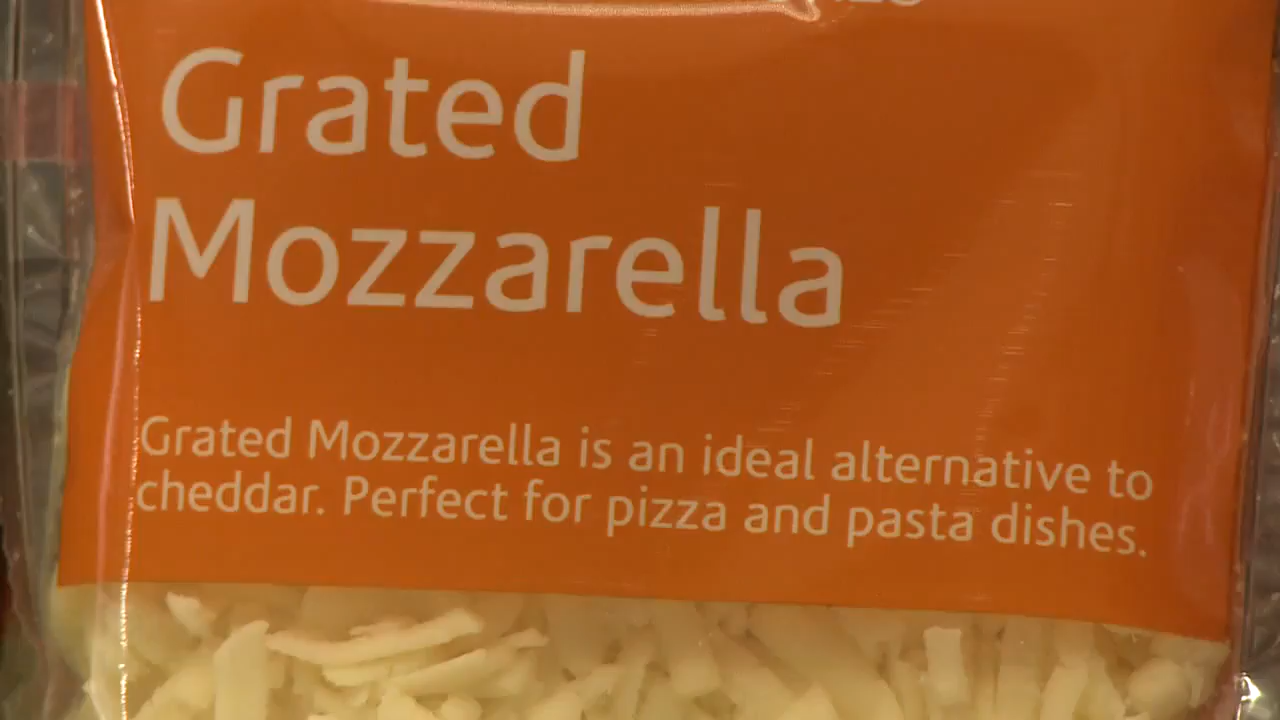 Grated
Mozzarella
Grated Mozzarella is an ideal alternative to
cheddar. Perfect for pizza and pasta dishes.